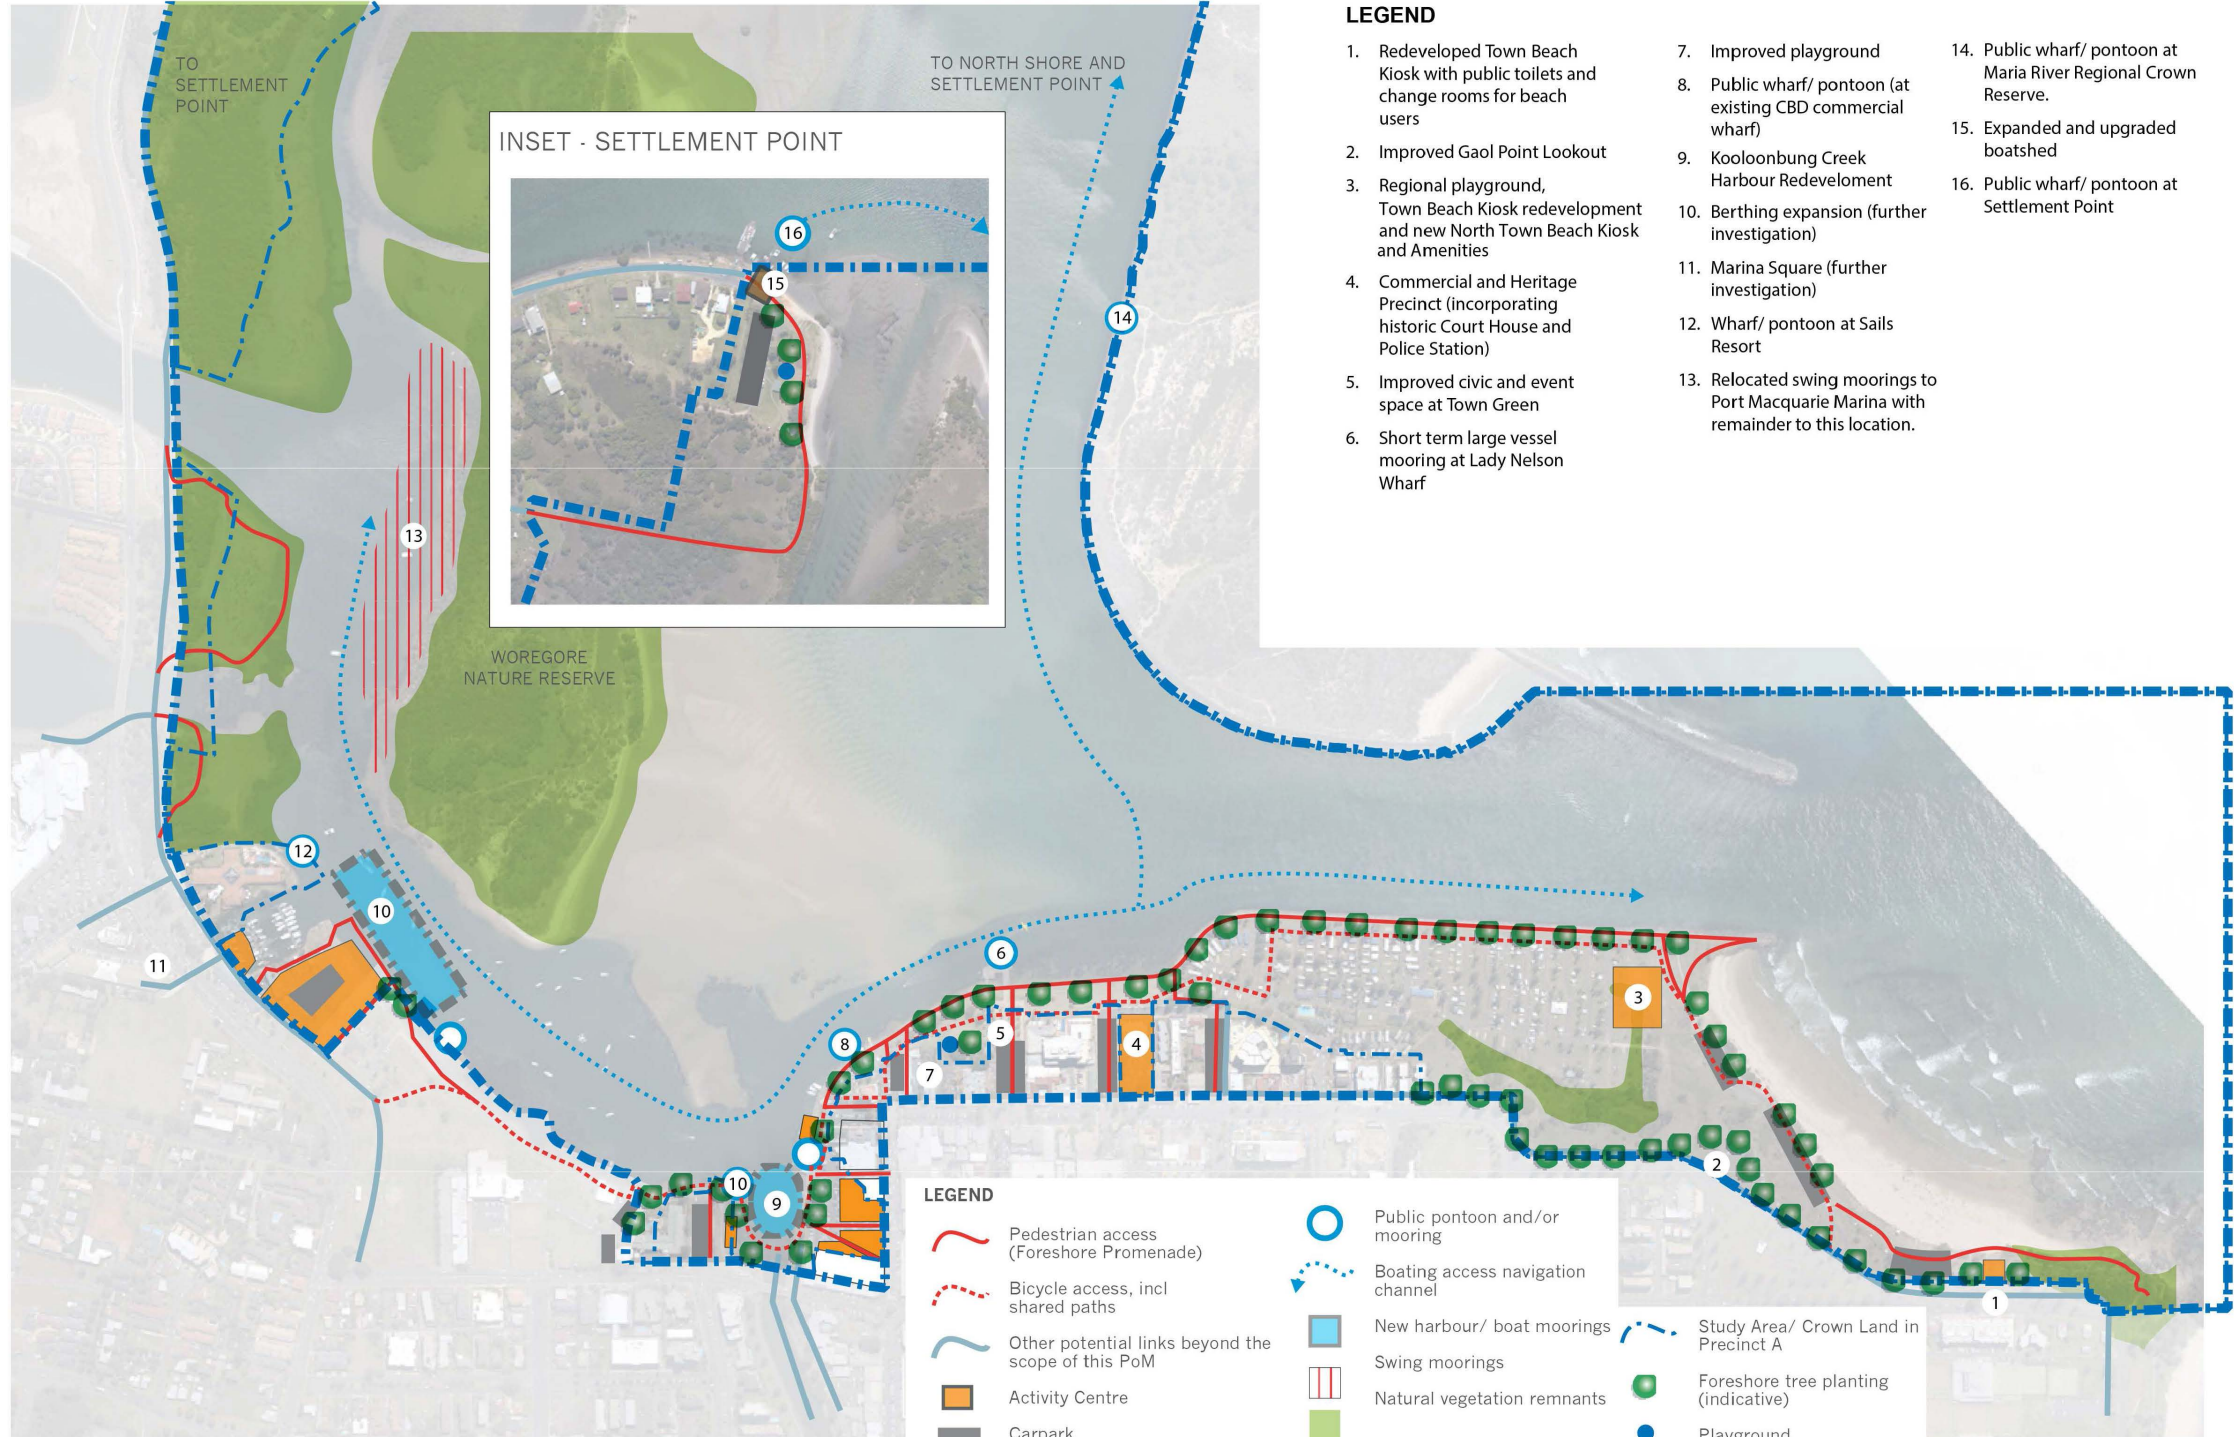 TO
SETTLEMENT
POINT
TO NORTH SHORE AND
SETTLEMENT POINT
INSET - SETTLEMENT POINT
16
15
14
13
WOREGORE
NATURE RESERVE
12
10
11
6
8
5
4
7
3
2
10
9
1
LEGEND
1. Redeveloped Town Beach
Kiosk with public toilets and
change rooms for beach
users
2. Improved Gaol Point Lookout
3. Regional playground,
Town Beach Kiosk redevelopment
and new North Town Beach Kiosk
and Amenities
4. Commercial and Heritage
Precinct (incorporating
historic Court House and
Police Station)
5. Improved civic and event
space at Town Green
6. Short term large vessel
mooring at Lady Nelson
Wharf
7. Improved playground
8. Public wharf/ pontoon (at
existing CBD commercial
wharf)
9. Kooloonbung Creek
Harbour Redeveloment
10. Berthing expansion (further
investigation)
11. Marina Square (further
investigation)
12. Wharf/ pontoon at Sails
Resort
13. Relocated swing moorings to
Port Macquarie Marina with
remainder to this location.
14. Public wharf/ pontoon at
Maria River Regional Crown
Reserve.
15. Expanded and upgraded
boatshed
16. Public wharf/ pontoon at
Settlement Point
LEGEND
Pedestrian access
(Foreshore Promenade)
Bicycle access, incl
shared paths
Other potential links beyond the
scope of this PoM
Activity Centre
Carpark
Public pontoon and/or
mooring
Boating access navigation
channel
New harbour/ boat moorings
Swing moorings
Natural vegetation remnants
Study Area/ Crown Land in
Precinct A
Foreshore tree planting
(indicative)
Playground